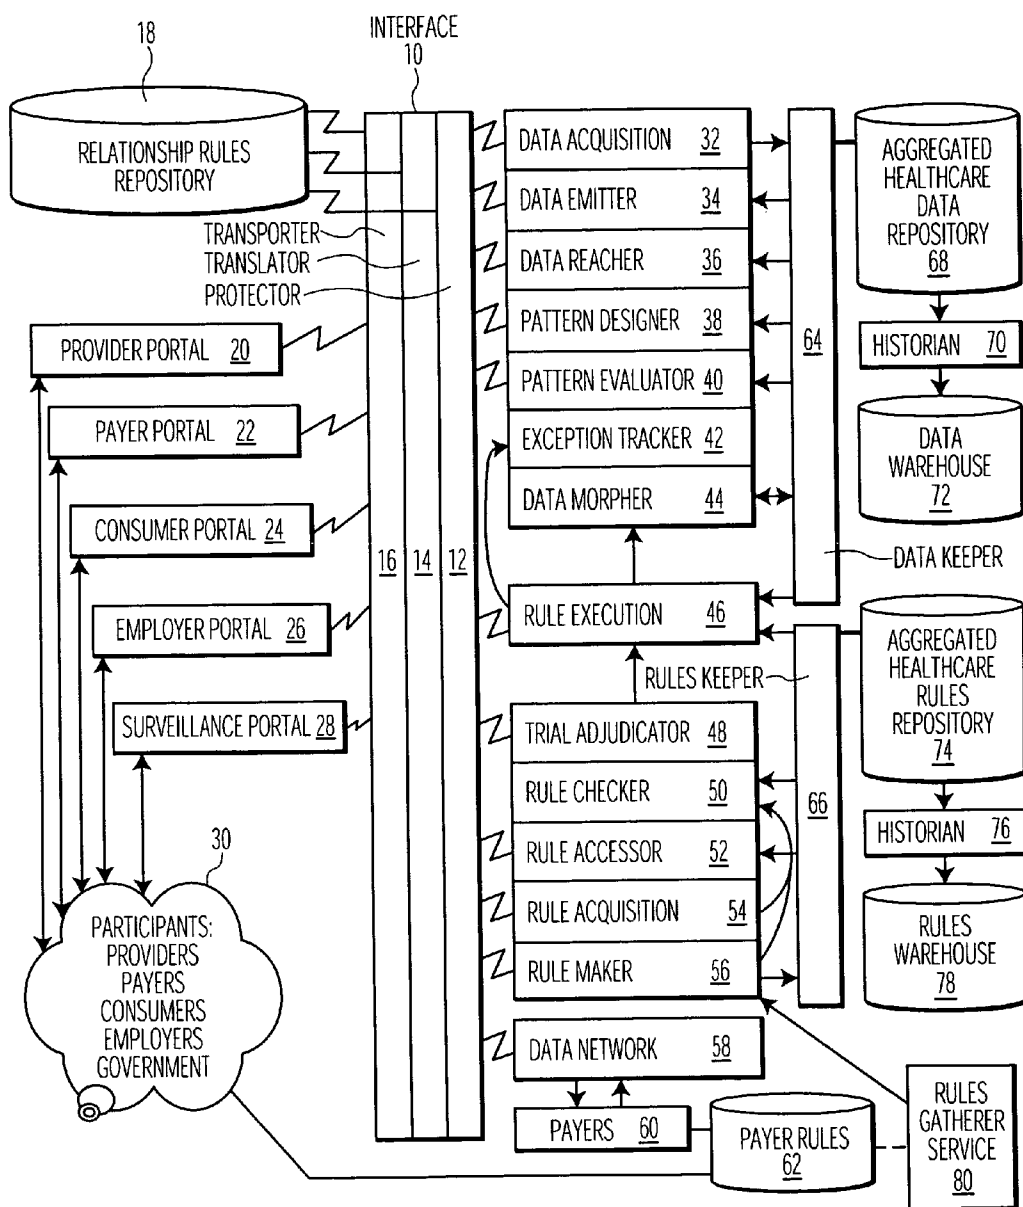 18
INTERFACE
10
RELATIONSHIP RULES
REPOSITORY
TRANSPORTER
TRANSLATOR
PROTECTOR
PROVIDER PORTAL 20
PAYER PORTAL 22
CONSUMER PORTAL 24
EMPLOYER PORTAL 26
SURVEILLANCE PORTAL 28
30
PARTICIPANTS:
PROVIDERS
PAYERS
CONSUMERS
EMPLOYERS
GOVERNMENT
16 14 12
DATA ACQUISITION 32
DATA EMITTER 34
DATA REACHER 36
PATTERN DESIGNER 38
PATTERN EVALUATOR 40
EXCEPTION TRACKER 42
DATA MORPHER 44
RULE EXECUTION 46
RULES KEEPER
TRIAL ADJUDICATOR 48
RULE CHECKER 50
RULE ACCESSOR 52
RULE ACQUISITION 54
RULE MAKER 56
DATA NETWORK 58
PAYERS 60
PAYER RULES
62
64
DATA KEEPER
66
AGGREGATED
HEALTHCARE
DATA
REPOSITORY
68
HISTORIAN 70
DATA
WAREHOUSE
72
AGGREGATED
HEALTHCARE
RULES
REPOSITORY
74
HISTORIAN 76
RULES
WAREHOUSE
78
RULES
GATHERER
SERVICE
80